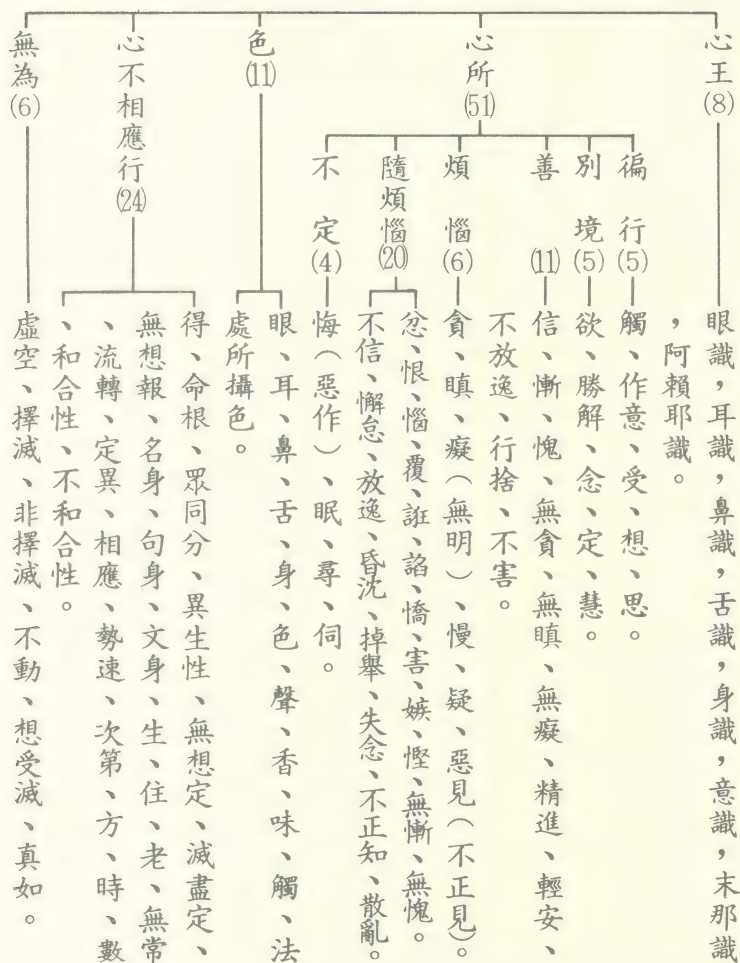 心王(8)
眼識，耳識，鼻識，舌識，身識，意識，末那識
，阿賴耶識。
心所(51)
徧行(5)
觸、作意、受、想、思。
別境(5)
欲、勝解、念、定、慧。
善(11)
信、慚、愧、無貪、無瞋、無癡、精進、輕安、
不放逸、行捨、不害。
煩惱(6)
貪、瞋、癡（無明）、慢、疑、惡見（不正見）。
隨煩惱(20)
忿、恨、惱、覆、誑、諂、憍、害、嫉、慳、無慚、無愧。
不信、懈怠、放逸、昏沈、掉舉、失念、不正知、散亂。
不定(4)
悔（惡作）、眠、尋、伺。
色(11)
眼、耳、鼻、舌、身、色、聲、香、味、觸、法
處所攝色。
心不相應行(24)
得、命根、眾同分、異生性、無想定、滅盡定、
無想報、名身、句身、文身、生、住、老、無常
、流轉、定異、相應、勢速、次第、方、時、數
、和合性、不和合性。
無為(6)
虛空、擇滅、非擇滅、不動、想受滅、真如。